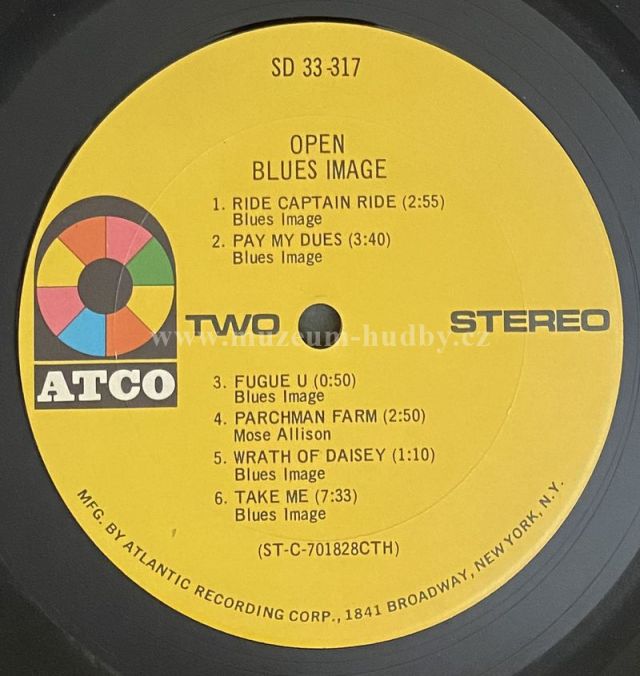 SD 33-317
OPEN
BLUES IMAGE
1. RIDE CAPTAIN RIDE (2:55)
Blues Image
2. PAY MY DUES (3:40)
Blues Image
TWO
STEREO
www.muzeum-hudby.cz
ATCO
3. FUGUE U (0:50)
Blues Image
4. PARCHMAN FARM (2:50)
Mose Allison
5. WRATH OF DAISEY (1:10)
Blues Image
6. TAKE ME (7:33)
Blues Image
(ST-C-701828CTH)
MFG. BY ATLANTIC RECORDING CORP., 1841 BROADWAY, NEW YORK, N.Y.